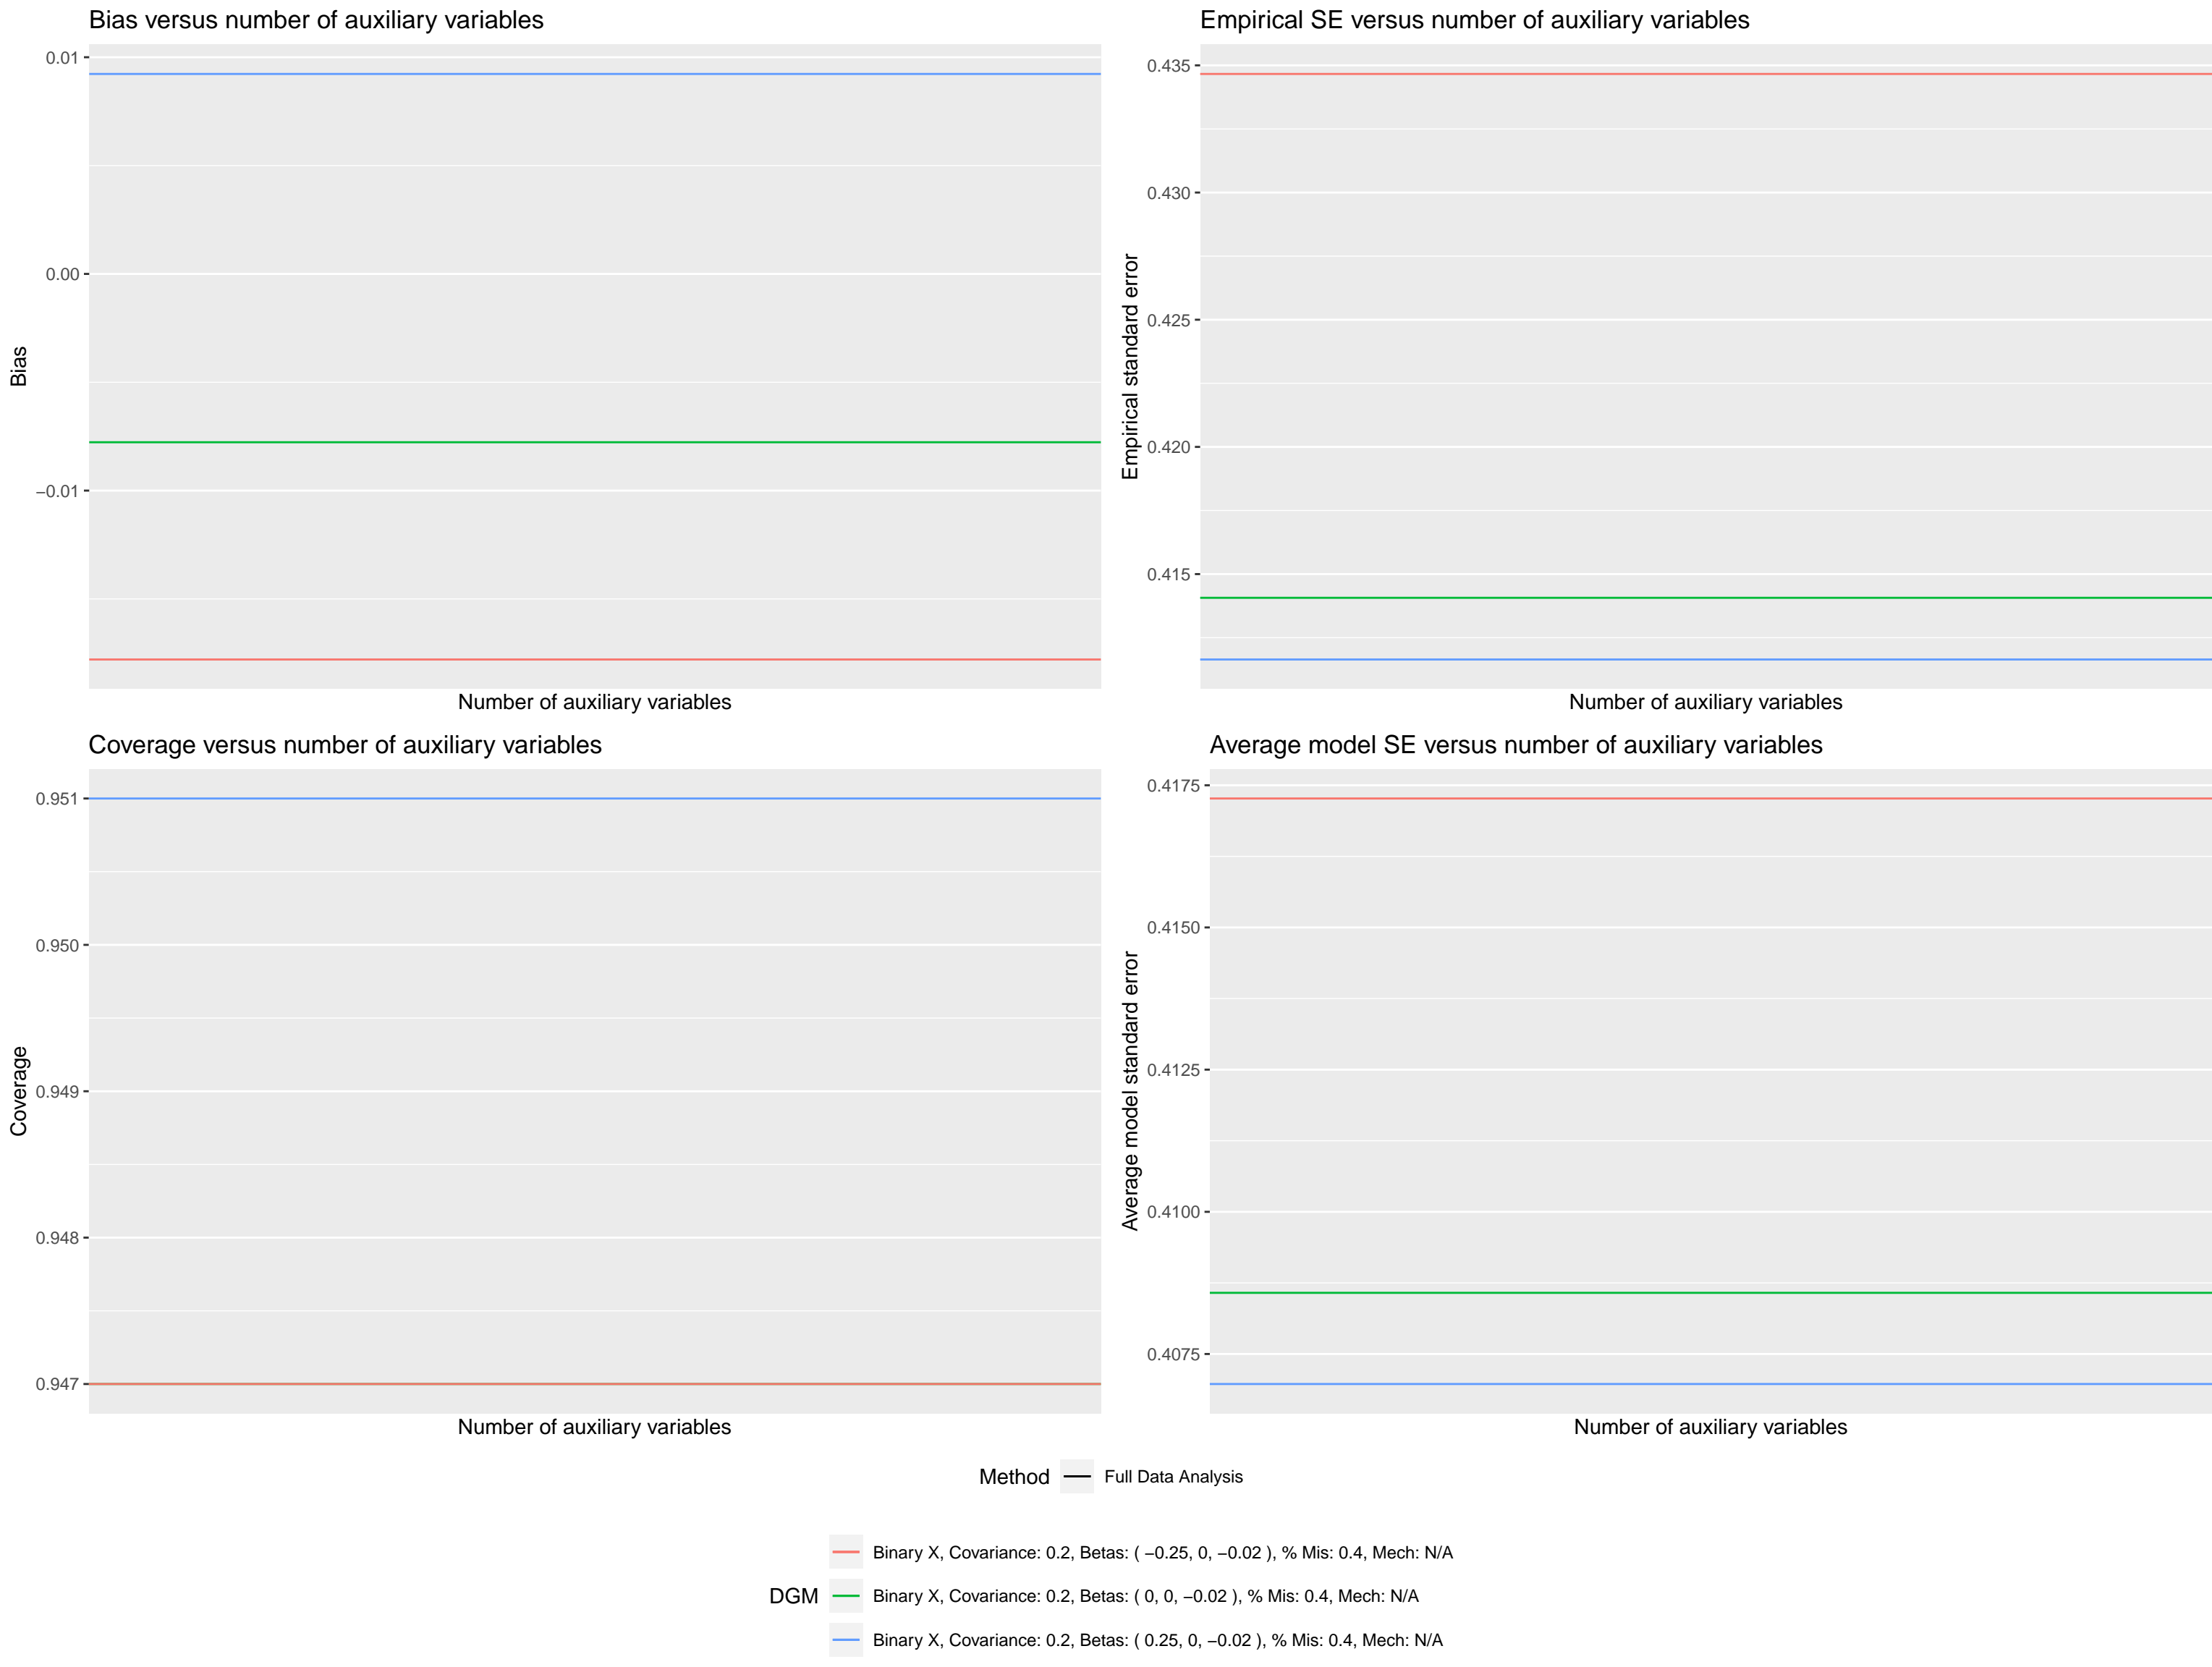 Bias versus number of auxiliary variables
0.01
0.00
−0.01
Bias
Number of auxiliary variables
Empirical SE versus number of auxiliary variables
0.435
0.430
0.425
0.420
0.415
Empirical standard error
Number of auxiliary variables
Coverage versus number of auxiliary variables
0.951
0.950
0.949
0.948
0.947
Coverage
Number of auxiliary variables
Average model SE versus number of auxiliary variables
0.4175
0.4150
0.4125
0.4100
0.4075
Average model standard error
Number of auxiliary variables
Method Full Data Analysis
DGM
Binary X, Covariance: 0.2, Betas: ( −0.25, 0, −0.02 ), % Mis: 0.4, Mech: N/A
Binary X, Covariance: 0.2, Betas: ( 0, 0, −0.02 ), % Mis: 0.4, Mech: N/A
Binary X, Covariance: 0.2, Betas: ( 0.25, 0, −0.02 ), % Mis: 0.4, Mech: N/A